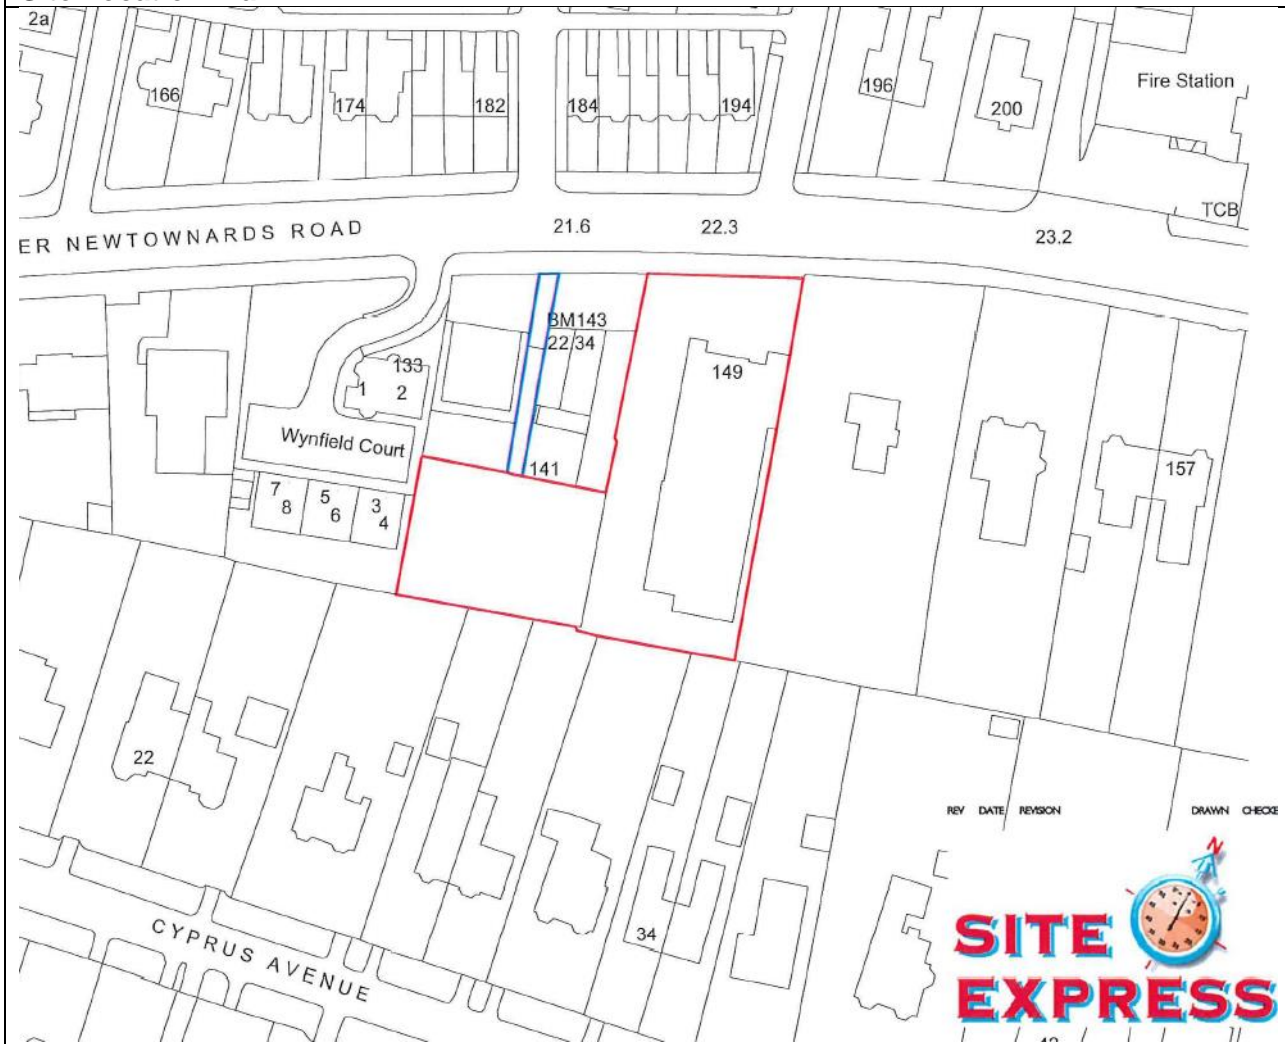 2a
Fire Station
166
174
182
184
194
196
200
TCB
ER NEWTOWNARDS ROAD
21.6
22.3
23.2
BM143
22 34
133
149
1
2
Wynfield Court
141
157
7
8
5
6
3
4
22
REV DATE REVISION DRAWN CHECKE
N
34
SITE
EXPRESS
CYPRUS AVENUE